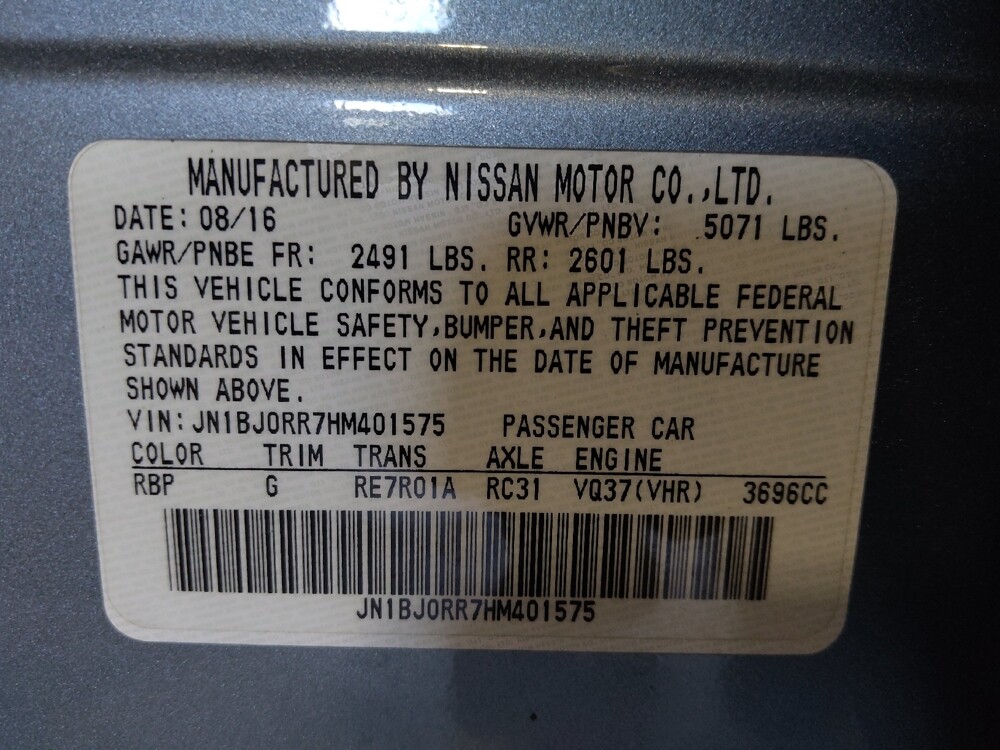 MANUFACTURED BY NISSAN MOTOR CO.,LTD.
DATE: 08/16 GVWR/PNBV: 5071 LBS.
GAWR/PNBE FR: 2491 LBS. RR: 2601 LBS.
THIS VEHICLE CONFORMS TO ALL APPLICABLE FEDERAL
MOTOR VEHICLE SAFETY,BUMPER,AND THEFT PREVENTION
STANDARDS IN EFFECT ON THE DATE OF MANUFACTURE
SHOWN ABOVE.
VIN: JN1BJ0RR7HM401575 PASSENGER CAR
COLOR TRIM TRANS AXLE ENGINE
RBP G RE7R01A RC31 VQ37(VHR) 3696CC
JN1BJ0RR7HM401575